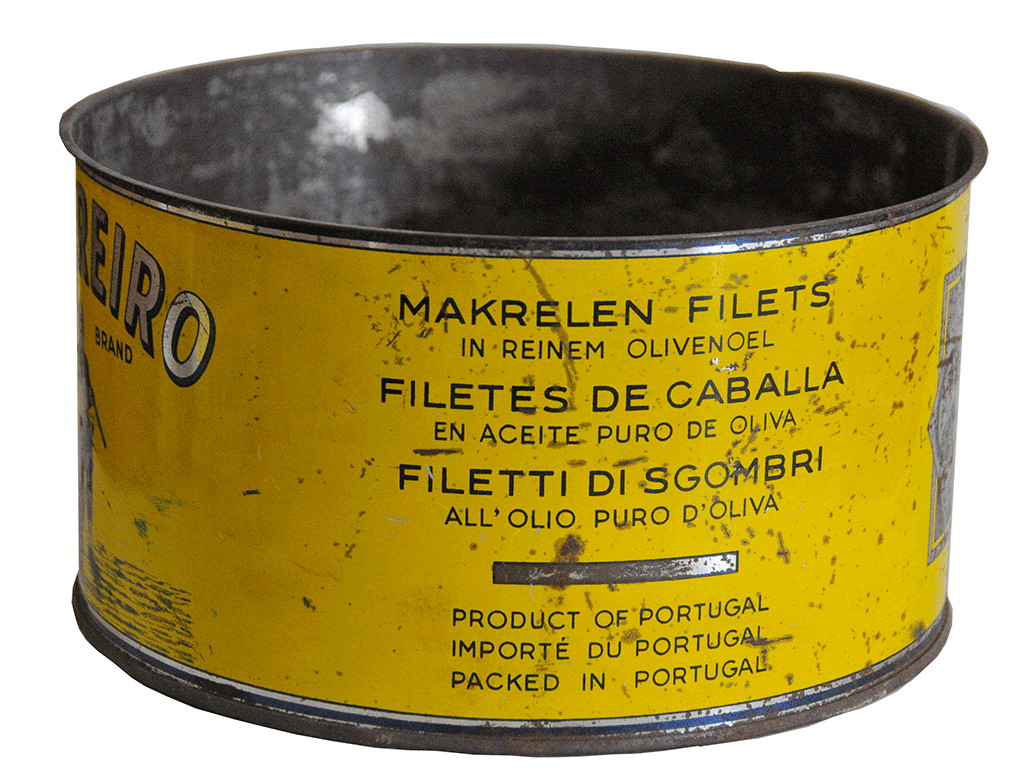 REIRO
BRAND
MAKRELEN FILETS
IN REINEM OLIVENOEL
FILETES DE CABALLA
EN ACEITE PURO DE OLIVA
FILETTI DI SGOMBRI
ALL' OLIO PURO D'OLIVA
PRODUCT OF PORTUGAL
IMPORTÉ DU PORTUGAL
PACKED IN PORTUGAL